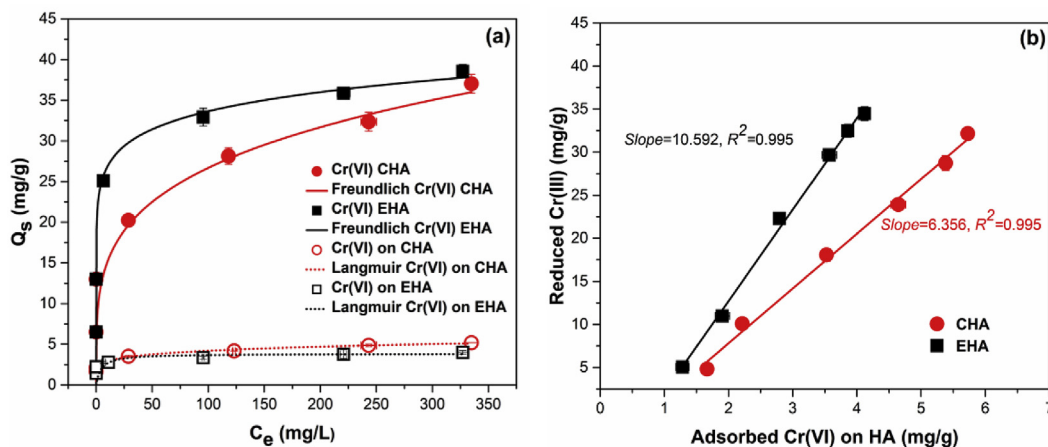 (a)
Qs (mg/g)
45
40
35
30
25
20
15
10
5
0
Cr(VI) CHA
Freundlich Cr(VI) CHA
Cr(VI) EHA
Freundlich Cr(VI) EHA
Cr(VI) on CHA
Langmuir Cr(VI) on CHA
Cr(VI) on EHA
Langmuir Cr(VI) on EHA
0 50 100 150 200 250 300 350
Ce (mg/L)
(b)
Reduced Cr(III) (mg/g)
45
40
35
30
25
20
15
10
5
Slope=10.592, R²=0.995
Slope=6.356, R²=0.995
CHA
EHA
0 1 2 3 4 5 6 7
Adsorbed Cr(VI) on HA (mg/g)